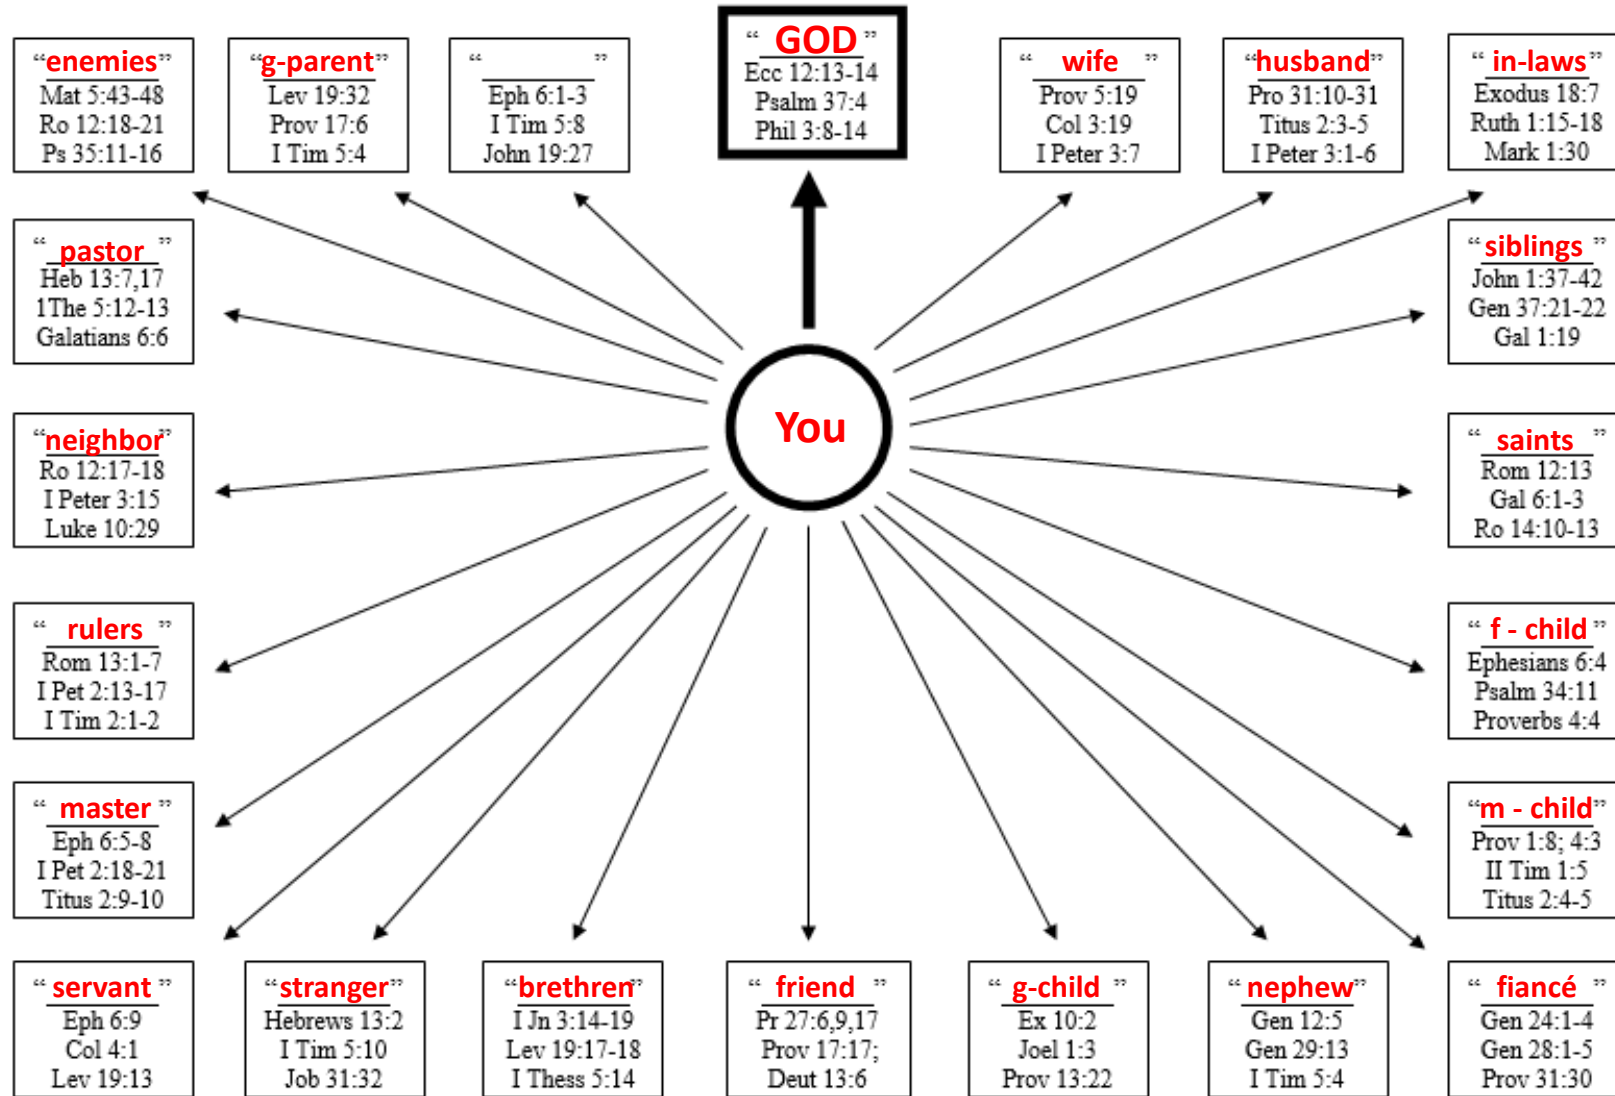 “enemies”
Mat 5:43-48
Ro 12:18-21
Ps 35:11-16
“g-parent”
Lev 19:32
Prov 17:6
I Tim 5:4
“ ”
Eph 6:1-3
I Tim 5:8
John 19:27
“ GOD ”
Ecc 12:13-14
Psalm 37:4
Phil 3:8-14
“ wife ”
Prov 5:19
Col 3:19
I Peter 3:7
“husband”
Pro 31:10-31
Titus 2:3-5
I Peter 3:1-6
“ in-laws ”
Exodus 18:7
Ruth 1:15-18
Mark 1:30
“ pastor ”
Heb 13:7,17
1The 5:12-13
Galatians 6:6
“siblings”
John 1:37-42
Gen 37:21-22
Gal 1:19
You
“neighbor”
Ro 12:17-18
I Peter 3:15
Luke 10:29
“ saints ”
Rom 12:13
Gal 6:1-3
Ro 14:10-13
“ rulers ”
Rom 13:1-7
I Pet 2:13-17
I Tim 2:1-2
“ f - child ”
Ephesians 6:4
Psalm 34:11
Proverbs 4:4
“ master ”
Eph 6:5-8
I Pet 2:18-21
Titus 2:9-10
“m - child”
Prov 1:8; 4:3
II Tim 1:5
Titus 2:4-5
“ servant ”
Eph 6:9
Col 4:1
Lev 19:13
“stranger”
Hebrews 13:2
I Tim 5:10
Job 31:32
“brethren”
I Jn 3:14-19
Lev 19:17-18
I Thess 5:14
“ friend ”
Pr 27:6,9,17
Prov 17:17;
Deut 13:6
“ g-child ”
Ex 10:2
Joel 1:3
Prov 13:22
“ nephew”
Gen 12:5
Gen 29:13
I Tim 5:4
“ fiancé ”
Gen 24:1-4
Gen 28:1-5
Prov 31:30